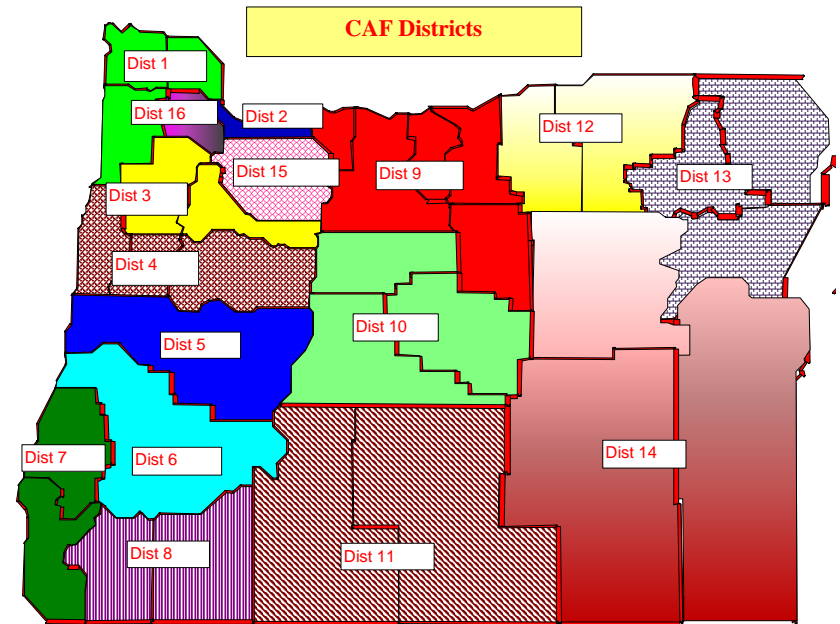 CAF Districts
Dist 1
Dist 16
Dist 2
Dist 12
Dist 15
Dist 9
Dist 13
Dist 3
Dist 4
Dist 10
Dist 5
Dist 7
Dist 6
Dist 14
Dist 8
Dist 11